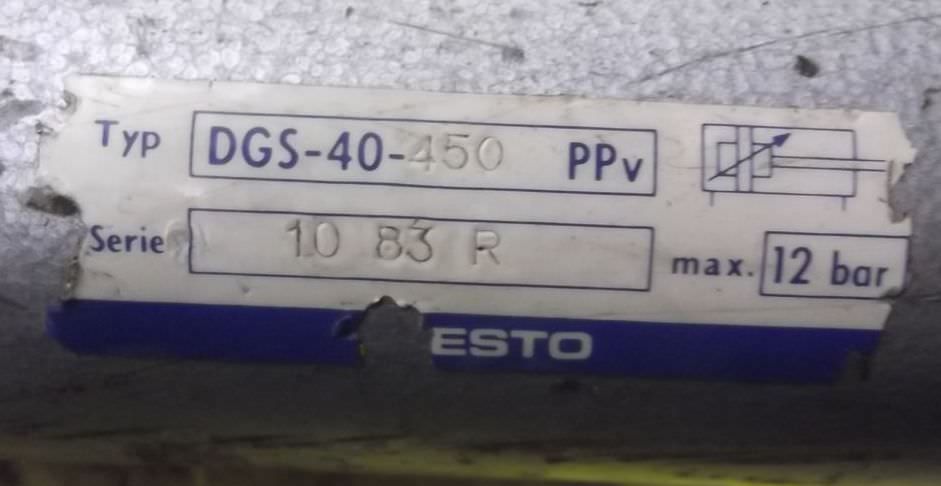 Typ DGS-40-450 PPv
Serie 10 83 R max. 12 bar
ESTO